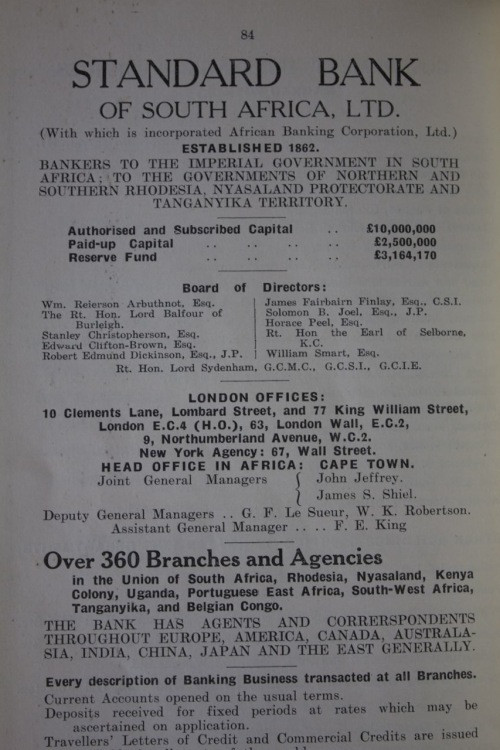 84
STANDARD BANK
OF SOUTH AFRICA, LTD.
(With which is incorporated African Banking Corporation, Ltd.)
ESTABLISHED 1862.
BANKERS TO THE IMPERIAL GOVERNMENT IN SOUTH
AFRICA; TO THE GOVERNMENTS OF NORTHERN AND
SOUTHERN RHODESIA, NYASALAND PROTECTORATE AND
TANGANYIKA TERRITORY.
Authorised and Subscribed Capital .. £10,000,000
Paid-up Capital .. .. .. .. £2,500,000
Reserve Fund .. .. .. .. £3,164,170
Board of Directors:
Wm. Reierson Arbuthnot, Esq.
The Rt. Hon. Lord Balfour of
Burleigh.
Stanley Christopherson, Esq.
Edward Clifton-Brown, Esq.
Robert Edmund Dickinson, Esq., J.P.
James Fairbairn Finlay, Esq., C.S.I.
Solomon B. Joel, Esq., J.P.
Horace Peel, Esq.
Rt. Hon the Earl of Selborne,
K.C.
William Smart, Esq.
Rt. Hon. Lord Sydenham, G.C.M.C., G.C.S.I., G.C.I.E.
LONDON OFFICES:
10 Clements Lane, Lombard Street, and 77 King William Street,
London E.C.4 (H.O.), 63, London Wall, E.C.2,
9, Northumberland Avenue, W.C.2.
New York Agency: 67, Wall Street.
HEAD OFFICE IN AFRICA: CAPE TOWN.
Joint General Managers { John Jeffrey.
James S. Shiel.
Deputy General Managers .. G. F. Le Sueur, W. K. Robertson.
Assistant General Manager .. .. F. E. King
Over 360 Branches and Agencies
in the Union of South Africa, Rhodesia, Nyasaland, Kenya
Colony, Uganda, Portuguese East Africa, South-West Africa,
Tanganyika, and Belgian Congo.
THE BANK HAS AGENTS AND CORRERSPONDENTS
THROUGHOUT EUROPE, AMERICA, CANADA, AUSTRALA-
SIA, INDIA, CHINA, JAPAN AND THE EAST GENERALLY.
Every description of Banking Business transacted at all Branches.
Current Accounts opened on the usual terms.
Deposits received for fixed periods at rates which may be
ascertained on application.
Travellers' Letters of Credit and Commercial Credits are issued